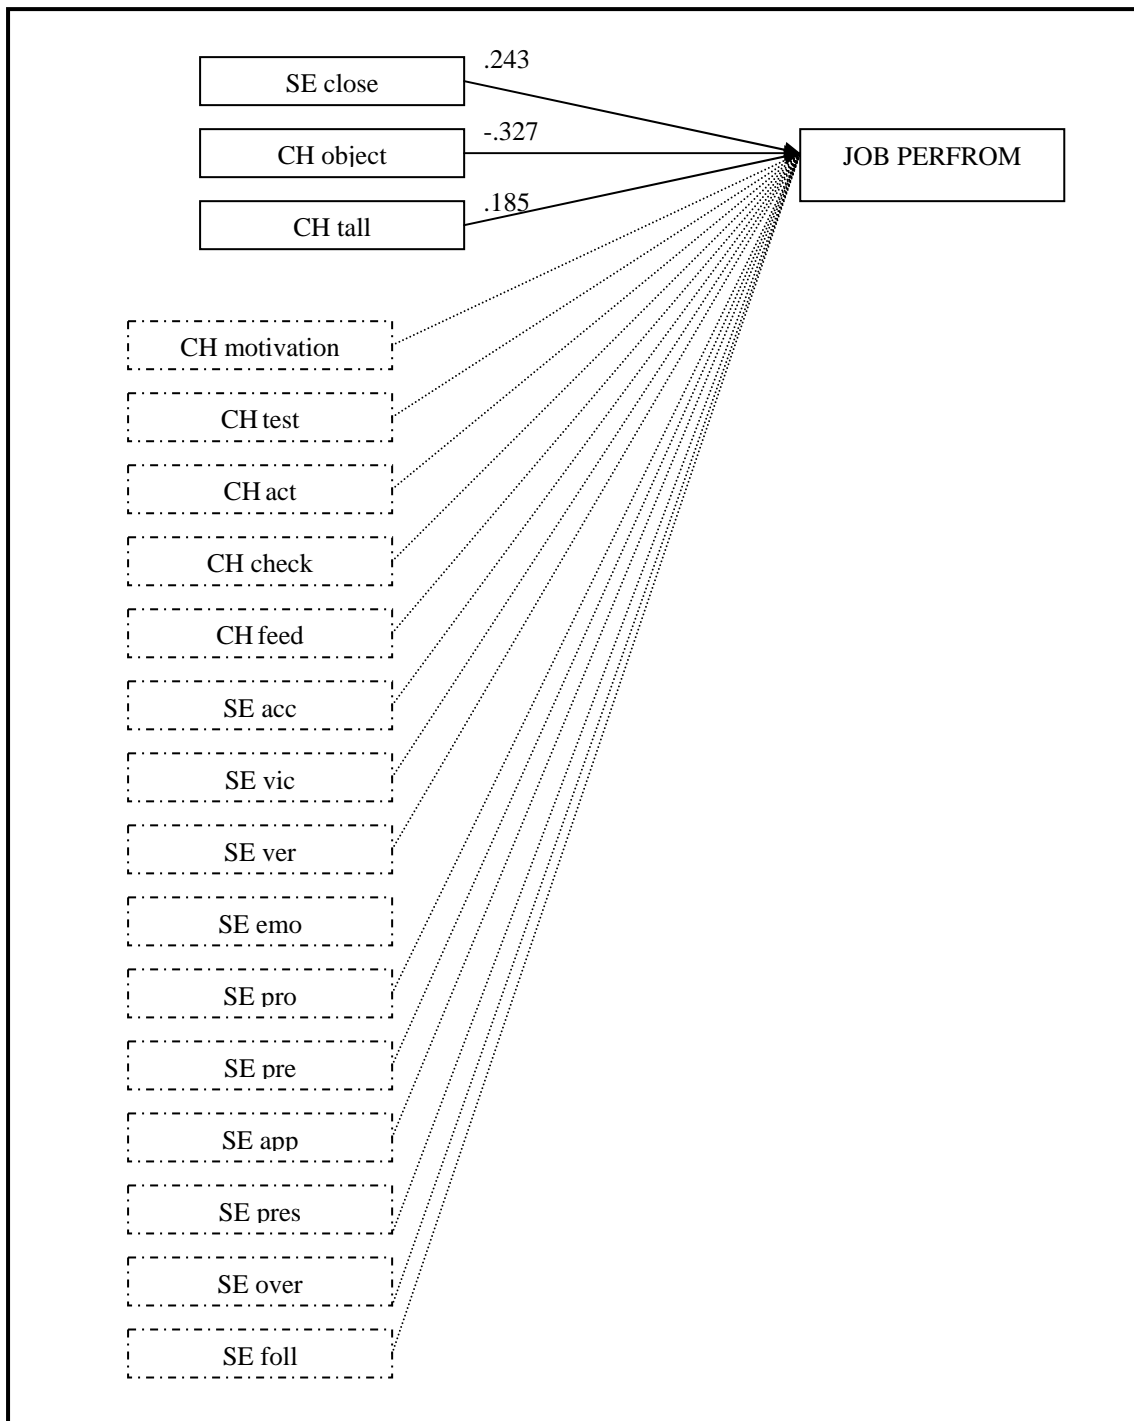 .243
SE close
-.327
CH object
JOB PERFROM
.185
CH tall
CH motivation
CH test
CH act
CH check
CH feed
SE acc
SE vic
SE ver
SE emo
SE pro
SE pre
SE app
SE pres
SE over
SE foll